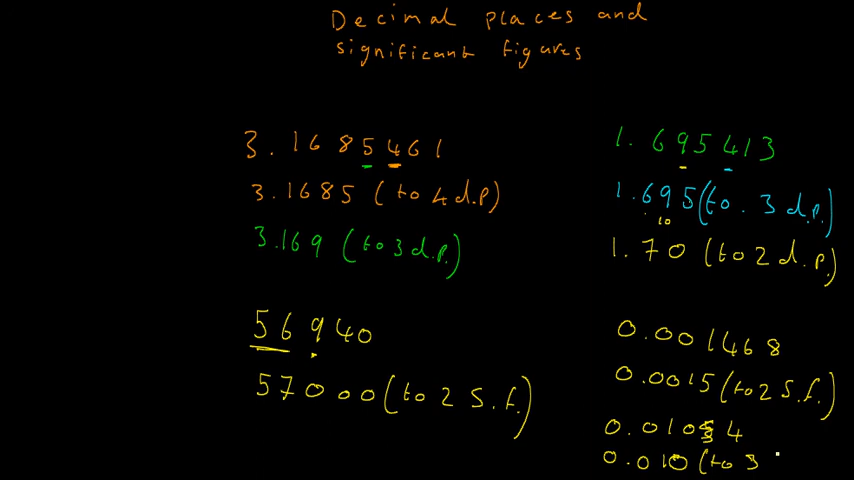 Decimal places and
significant figures
3.1685461
3.1685 (to 4 d.p)
3.169 (to 3 d.p.)
56940
57000 (to 2 s.f.)
1.695413
1.695 (to. 3 d.p.)
10
1.70 (to 2 d.p.)
0.001468
0.0015 (to 2 s.f.)
0.010 (to 3